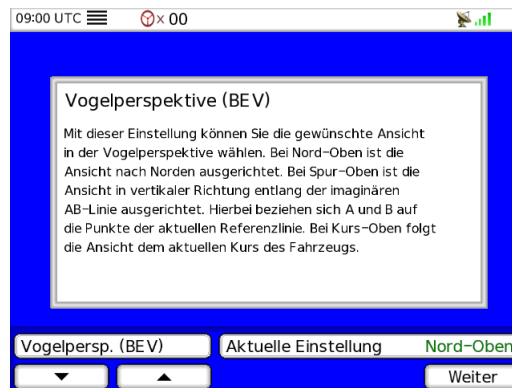 09:00 UTC × 00
Vogelperspektive (BEV)
Mit dieser Einstellung können Sie die gewünschte Ansicht
in der Vogelperspektive wählen. Bei Nord-Oben ist die
Ansicht nach Norden ausgerichtet. Bei Spur-Oben ist die
Ansicht in vertikaler Richtung entlang der imaginären
AB-Linie ausgerichtet. Hierbei beziehen sich A und B auf
die Punkte der aktuellen Referenzlinie. Bei Kurs-Oben folgt
die Ansicht dem aktuellen Kurs des Fahrzeugs.
Vogelpersp. (BEV) Aktuelle Einstellung Nord-Oben
Weiter